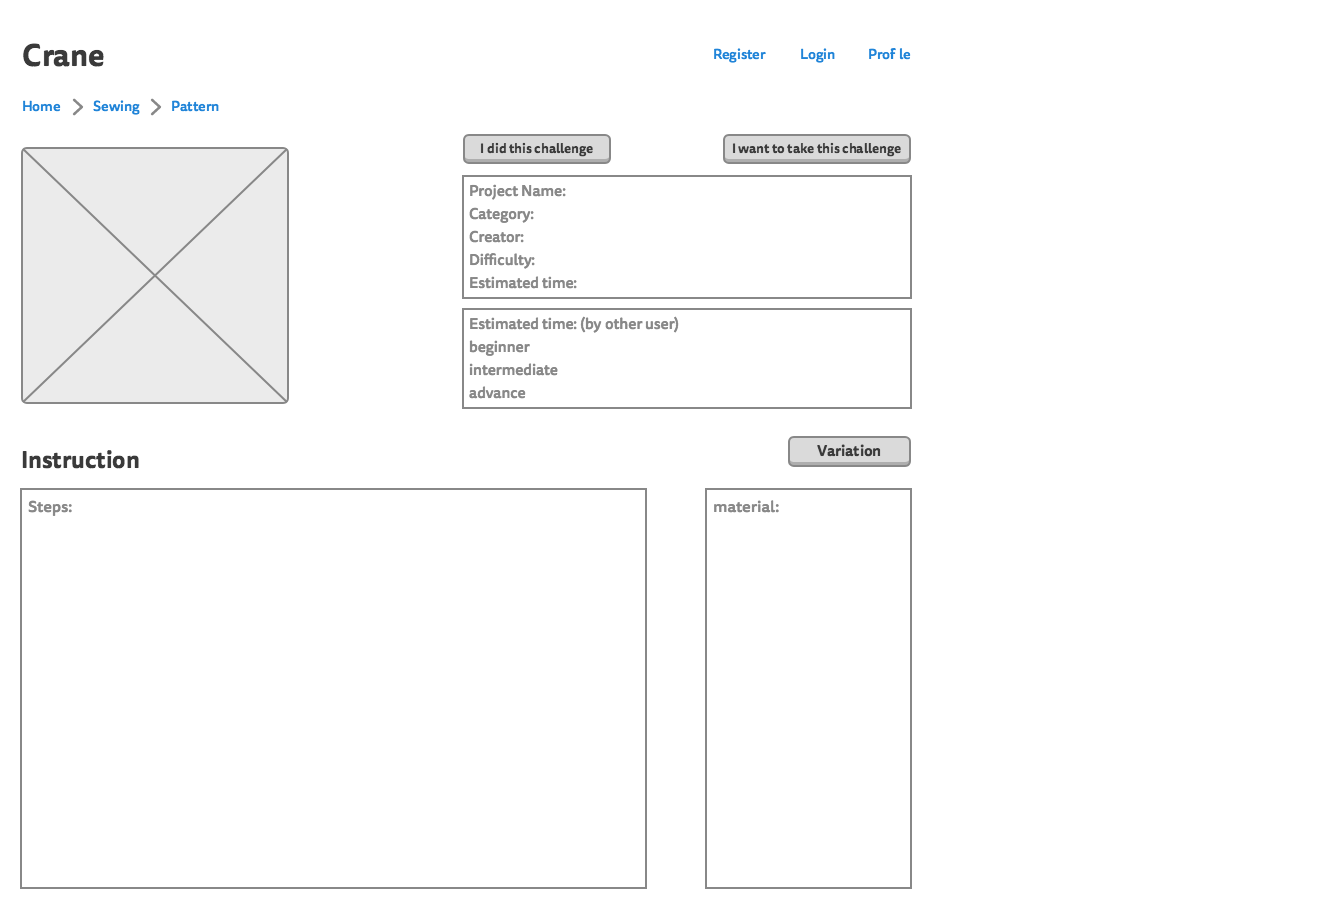 Crane
Register Login Prof le
Home Sewing Pattern
I did this challenge
I want to take this challenge
Project Name:
Category:
Creator:
Difficulty:
Estimated time:
Estimated time: (by other user)
beginner
intermediate
advance
Instruction
Variation
Steps:
material: